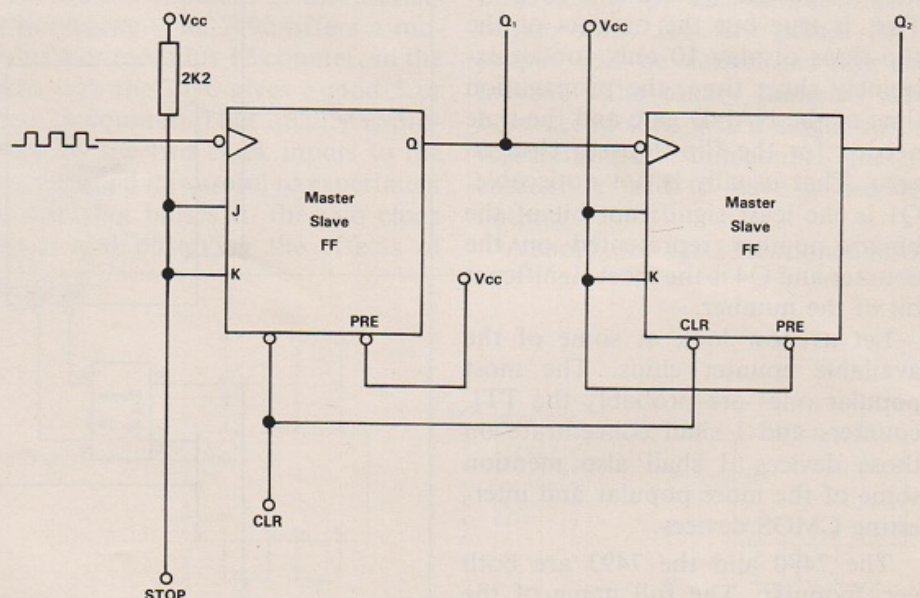 Vcc
Q1
Vcc
Q2
2K2
Q
J
K
Master
Slave
FF
PRE
Vcc
Master
Slave
FF
K
CLR
PRE
CLR
STOP